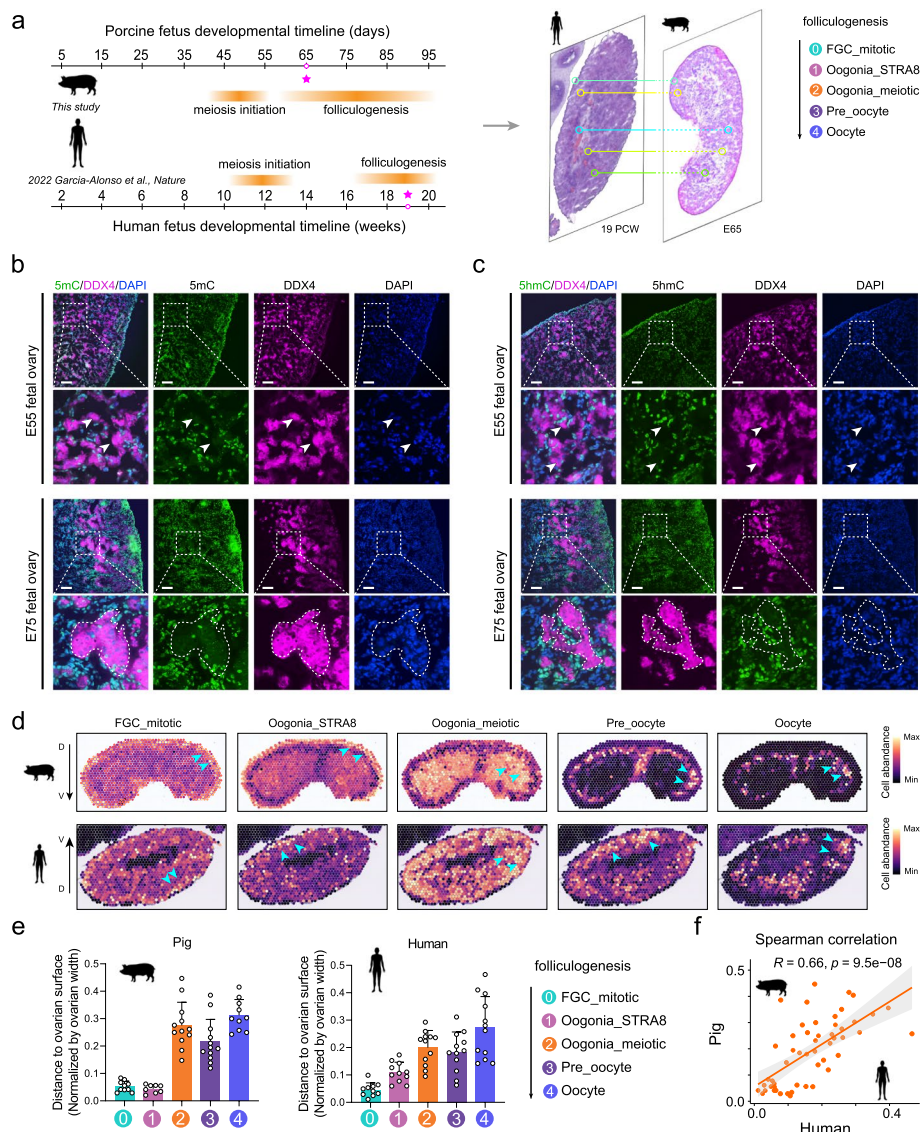 a
Porcine fetus developmental timeline (days)
5 15 25 35 45 55 65 75 85 95
This study
meiosis initiation
folliculogenesis
meiosis initiation
folliculogenesis
2022 Garcia-Alonso et al., Nature
2 4 6 8 10 12 14 16 18 20
Human fetus developmental timeline (weeks)
19 PCW
E65
folliculogenesis
0 FGC_mitotic
1 Oogonia_STRA8
2 Oogonia_meiotic
3 Pre_oocyte
4 Oocyte
b
5mC/DDX4/DAPI 5mC DDX4 DAPI
E55 fetal ovary
E75 fetal ovary
c
5hmC/DDX4/DAPI 5hmC DDX4 DAPI
E55 fetal ovary
E75 fetal ovary
d
FGC_mitotic Oogonia_STRA8 Oogonia_meiotic Pre_oocyte Oocyte
D
V
Cell abundance
Max
Min
V
D
Cell abundance
Max
Min
e
Pig
Distance to ovarian surface
(Normalized by ovarian width)
0.5
0.4
0.3
0.2
0.1
0.0
0 1 2 3 4
Human
Distance to ovarian surface
(Normalized by ovarian width)
0.5
0.4
0.3
0.2
0.1
0.0
0 1 2 3 4
folliculogenesis
0 FGC_mitotic
1 Oogonia_STRA8
2 Oogonia_meiotic
3 Pre_oocyte
4 Oocyte
f
Spearman correlation
R = 0.66, p = 9.5e−08
Pig
0.5
0.0
0.0 0.4
Human